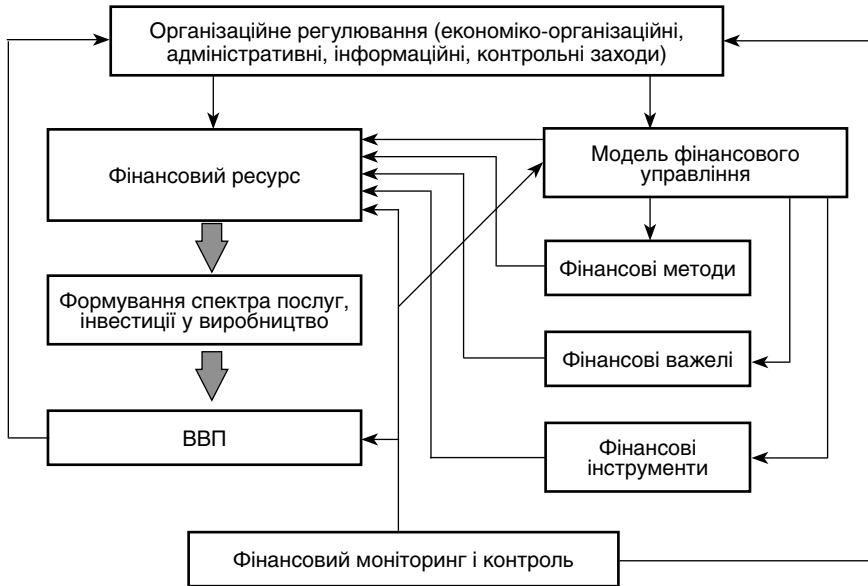 Організаційне регулювання (економіко-організаційні,
адміністративні, інформаційні, контрольні заходи)
Фінансовий ресурс
Модель фінансового
управління
Фінансові методи
Формування спектра послуг,
інвестиції у виробництво
Фінансові важелі
ВВП
Фінансові
інструменти
Фінансовий моніторинг і контроль